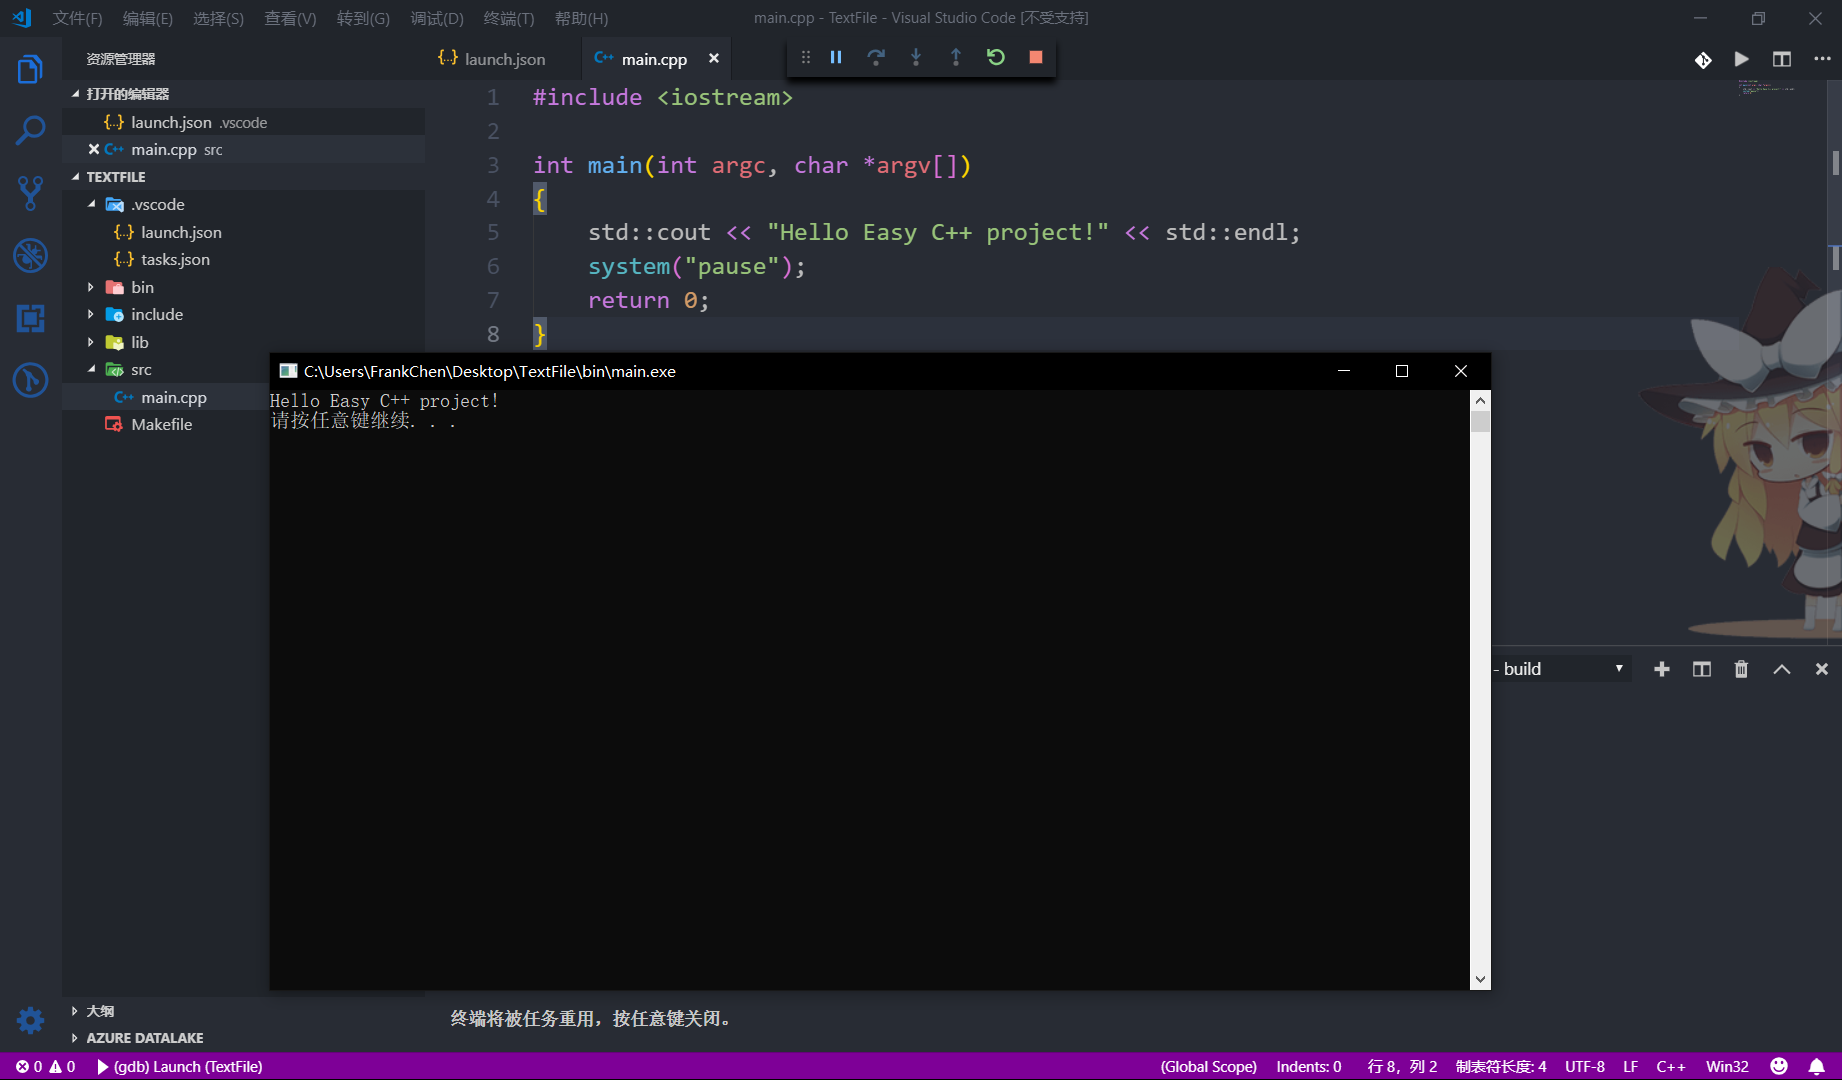 文件(F) 编辑(E) 选择(S) 查看(V) 转到(G) 调试(D) 终端(T) 帮助(H) main.cpp - TextFile - Visual Studio Code [不受支持]
资源管理器
打开的编辑器
launch.json .vscode
main.cpp src
TEXTFILE
.vscode
launch.json
tasks.json
bin
include
lib
src
main.cpp
Makefile
大纲
AZURE DATALAKE
launch.json main.cpp
1 #include <iostream>
2
3 int main(int argc, char *argv[])
4 {
5 std::cout << "Hello Easy C++ project!" << std::endl;
6 system("pause");
7 return 0;
8 }
C:\Users\FrankChen\Desktop\TextFile\bin\main.exe
Hello Easy C++ project!
请按任意键继续. . .
- build
终端将被任务重用，按任意键关闭。
0 0 (gdb) Launch (TextFile) (Global Scope) Indents: 0 行 8，列 2 制表符长度: 4 UTF-8 LF C++ Win32